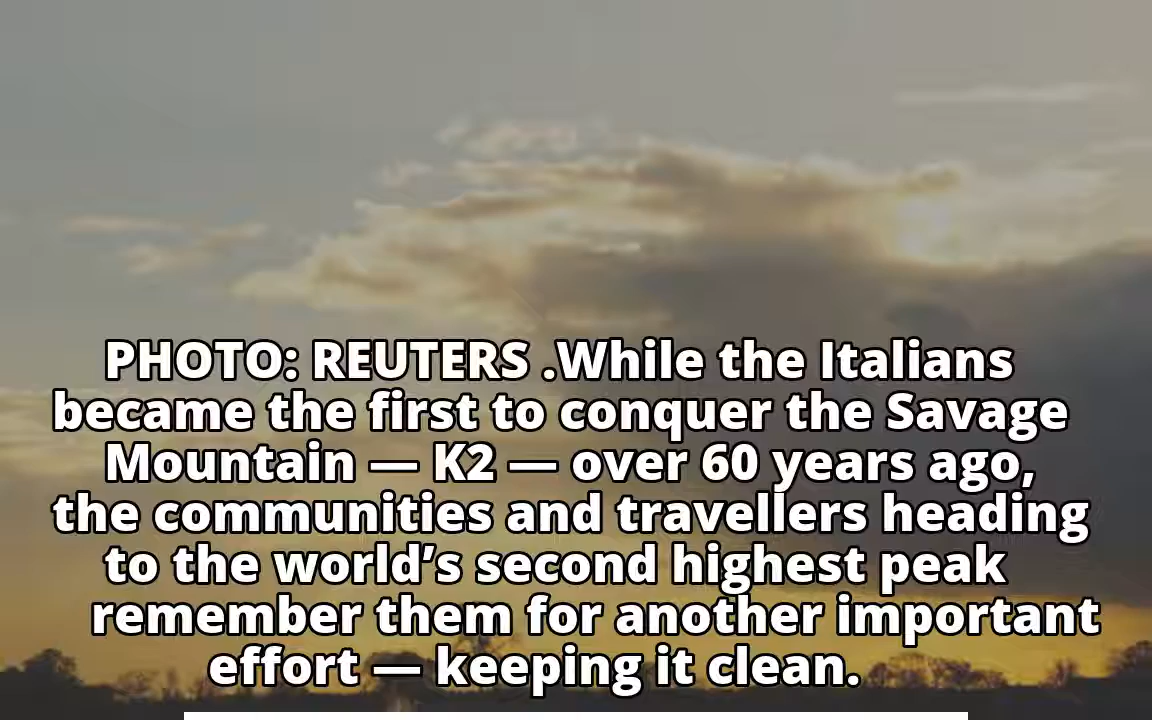 PHOTO: REUTERS .While the Italians
became the first to conquer the Savage
Mountain — K2 — over 60 years ago,
the communities and travellers heading
to the world’s second highest peak
remember them for another important
effort — keeping it clean.